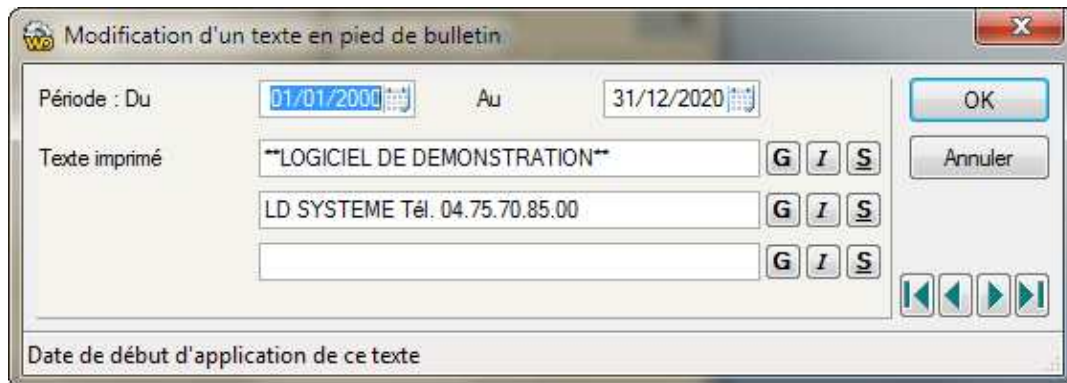 Modification d'un texte en pied de bulletin
Période : Du 01/01/2000 Au 31/12/2020 OK
Texte imprimé **LOGICIEL DE DEMONSTRATION** G I S Annuler
LD SYSTEME Tél. 04.75.70.85.00 G I S
G I S
Date de début d'application de ce texte